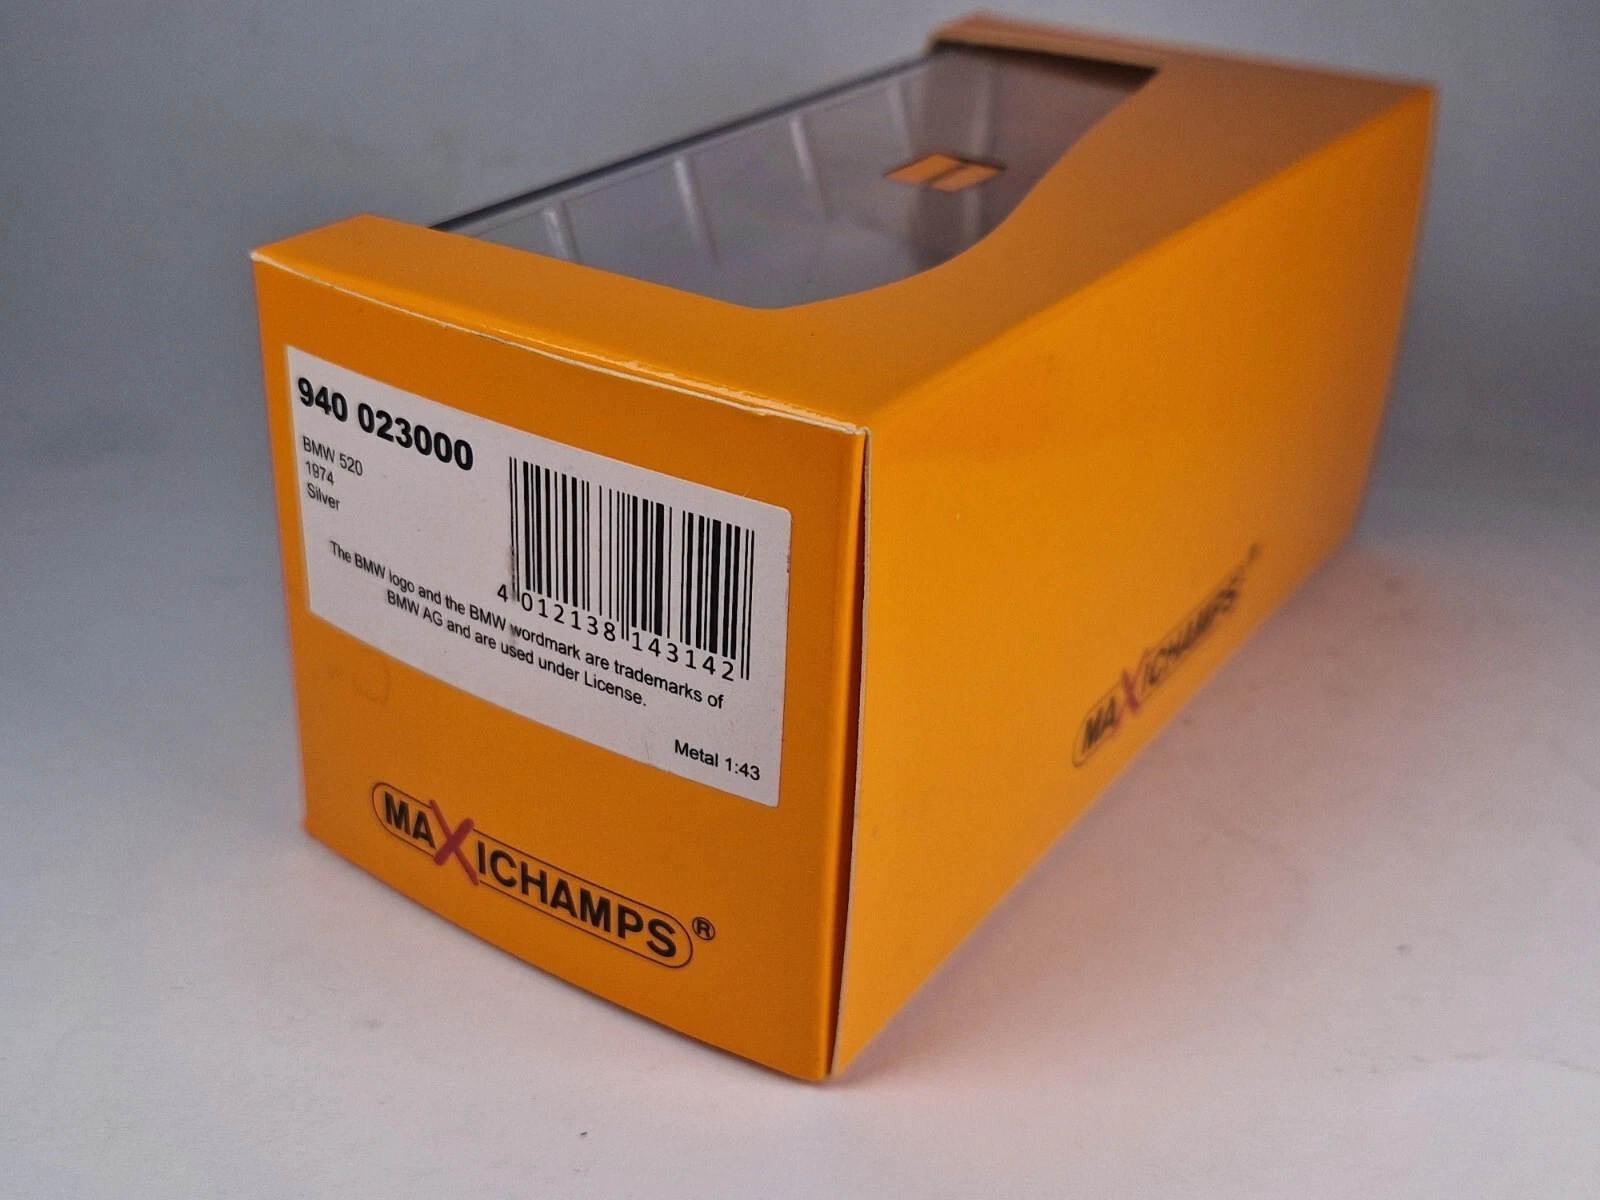 940 023000
BMW 520
1974
Silver
4 012138 143142
The BMW logo and the BMW wordmark are trademarks of
BMW AG and are used under License.
Metal 1:43
MAXICHAMPS®
MAXICHAMPS®